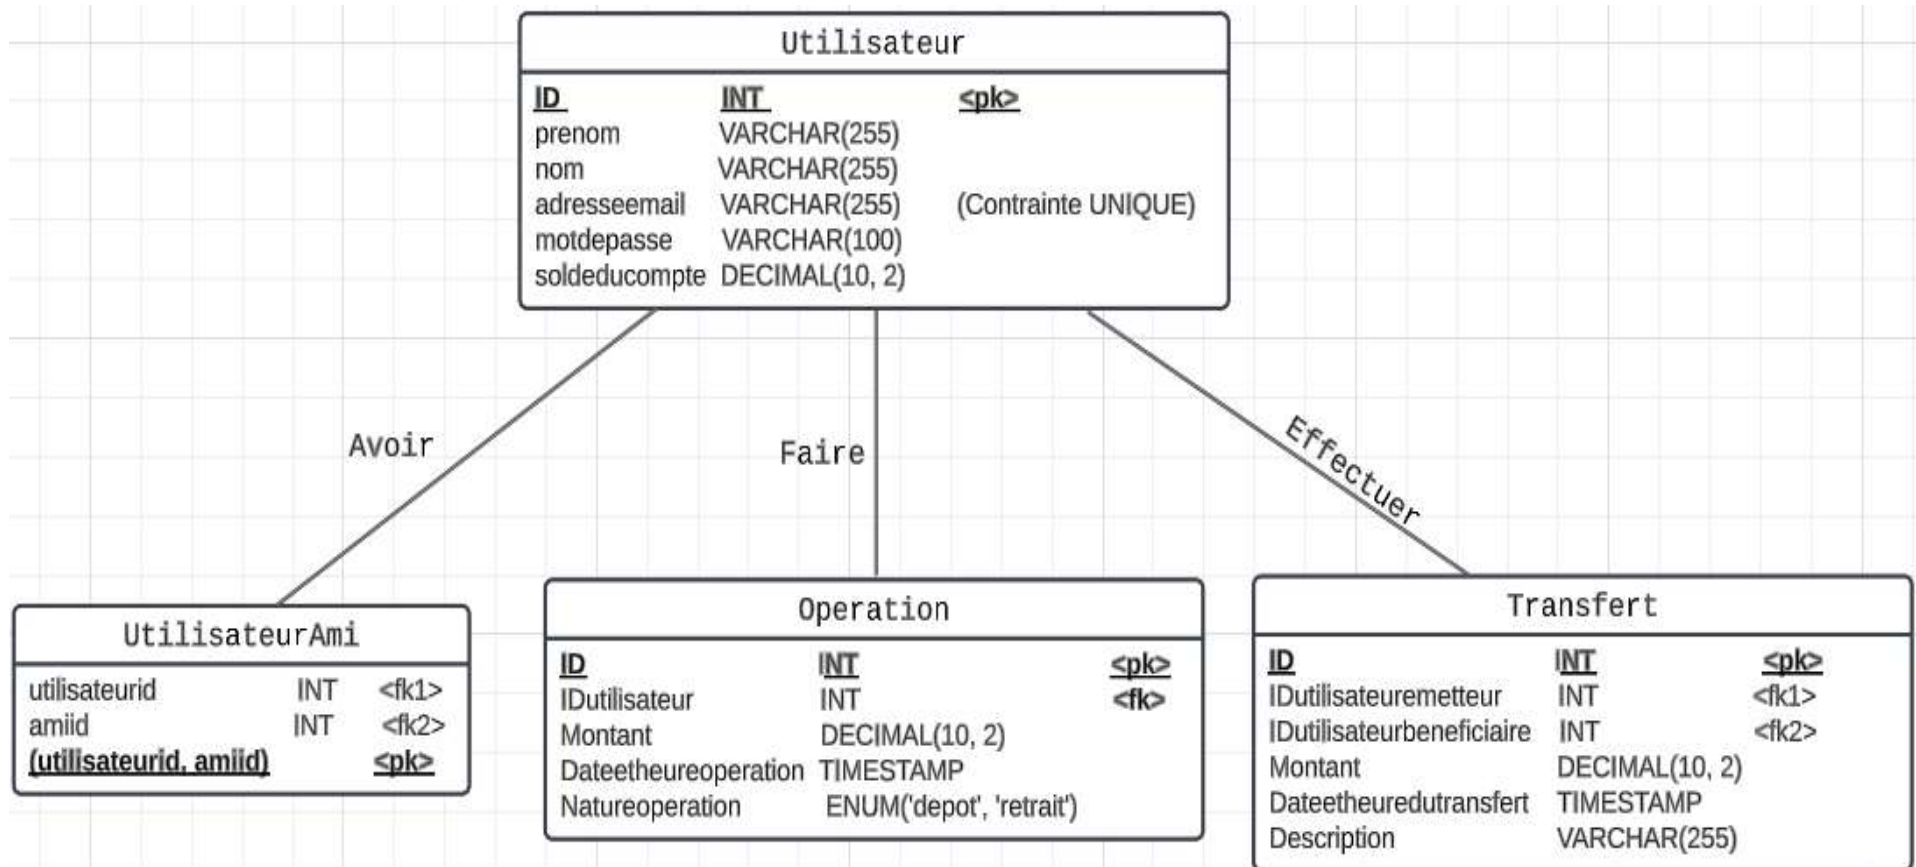 Utilisateur
ID INT <pk>
prenom VARCHAR(255)
nom VARCHAR(255)
adresseemail VARCHAR(255) (Contrainte UNIQUE)
motdepasse VARCHAR(100)
soldeducompte DECIMAL(10, 2)
Avoir
Faire
Effectuer
UtilisateurAmi
utilisateurid INT <fk1>
amiid INT <fk2>
(utilisateurid, amiid) <pk>
Operation
ID INT <pk>
IDutilisateur INT <fk>
Montant DECIMAL(10, 2)
Dateetheureoperation TIMESTAMP
Natureoperation ENUM('depot', 'retrait')
Transfert
ID INT <pk>
IDutilisateuremetteur INT <fk1>
IDutilisateurbeneficiaire INT <fk2>
Montant DECIMAL(10, 2)
Dateetheuredutransfert TIMESTAMP
Description VARCHAR(255)